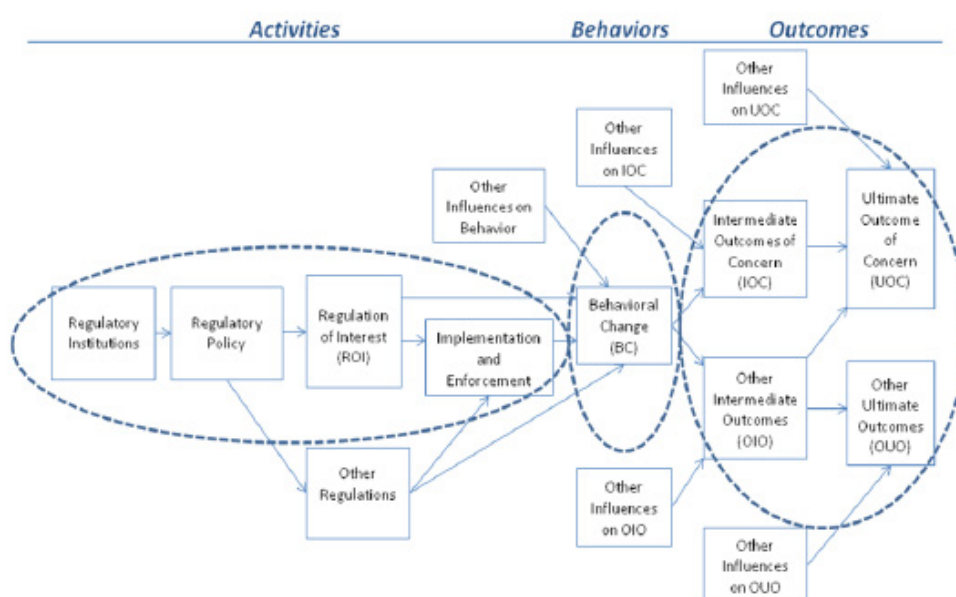 Activities
Behaviors
Outcomes
Other
Influences
on UOC
Other
Influences
on IOC
Other
Influences on
Behavior
Intermediate
Outcomes of
Concern
(IOC)
Ultimate
Outcome
of
Concern
(UOC)
Regulatory
Institutions
Regulatory
Policy
Regulation
of Interest
(ROI)
Implementation
and
Enforcement
Behavioral
Change
(BC)
Other
Intermediate
Outcomes
(OIO)
Other
Ultimate
Outcomes
(OUO)
Other
Regulations
Other
Influences
on OIO
Other
Influences
on OUO